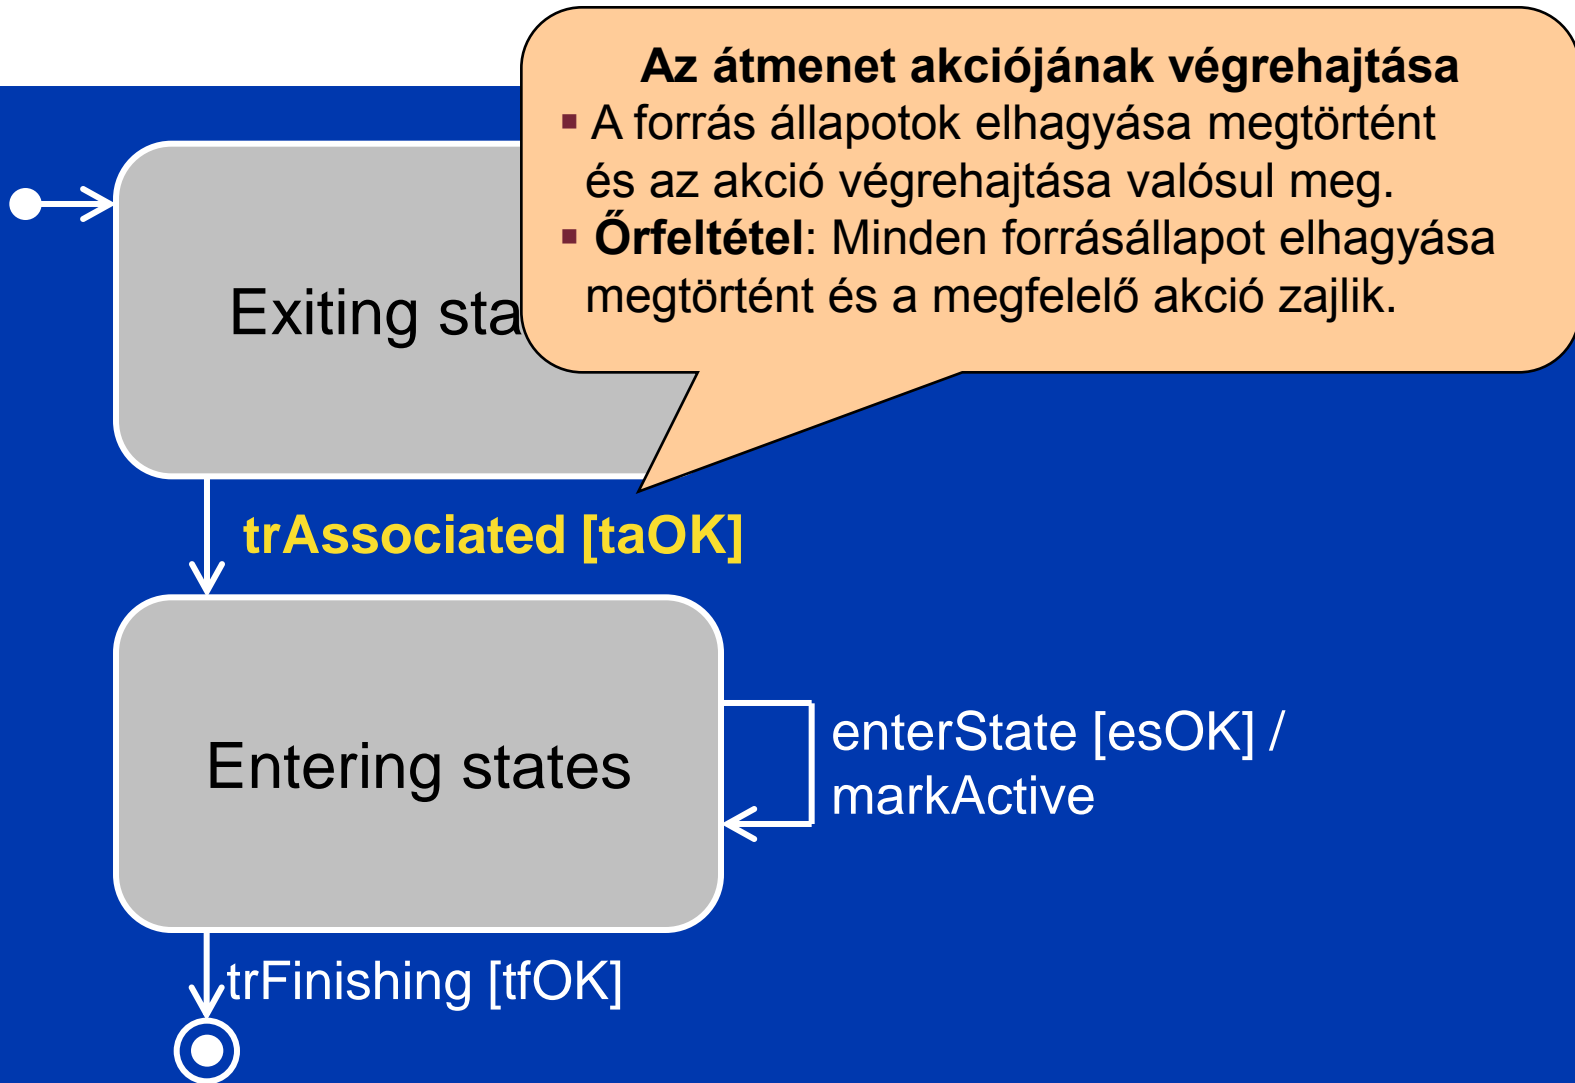 Az átmenet akciójának végrehajtása
▪ A forrás állapotok elhagyása megtörtént
és az akció végrehajtása valósul meg.
▪ Őrfeltétel: Minden forrásállapot elhagyása
megtörtént és a megfelelő akció zajlik.
Exiting sta
trAssociated [taOK]
Entering states
enterState [esOK] /
markActive
trFinishing [tfOK]